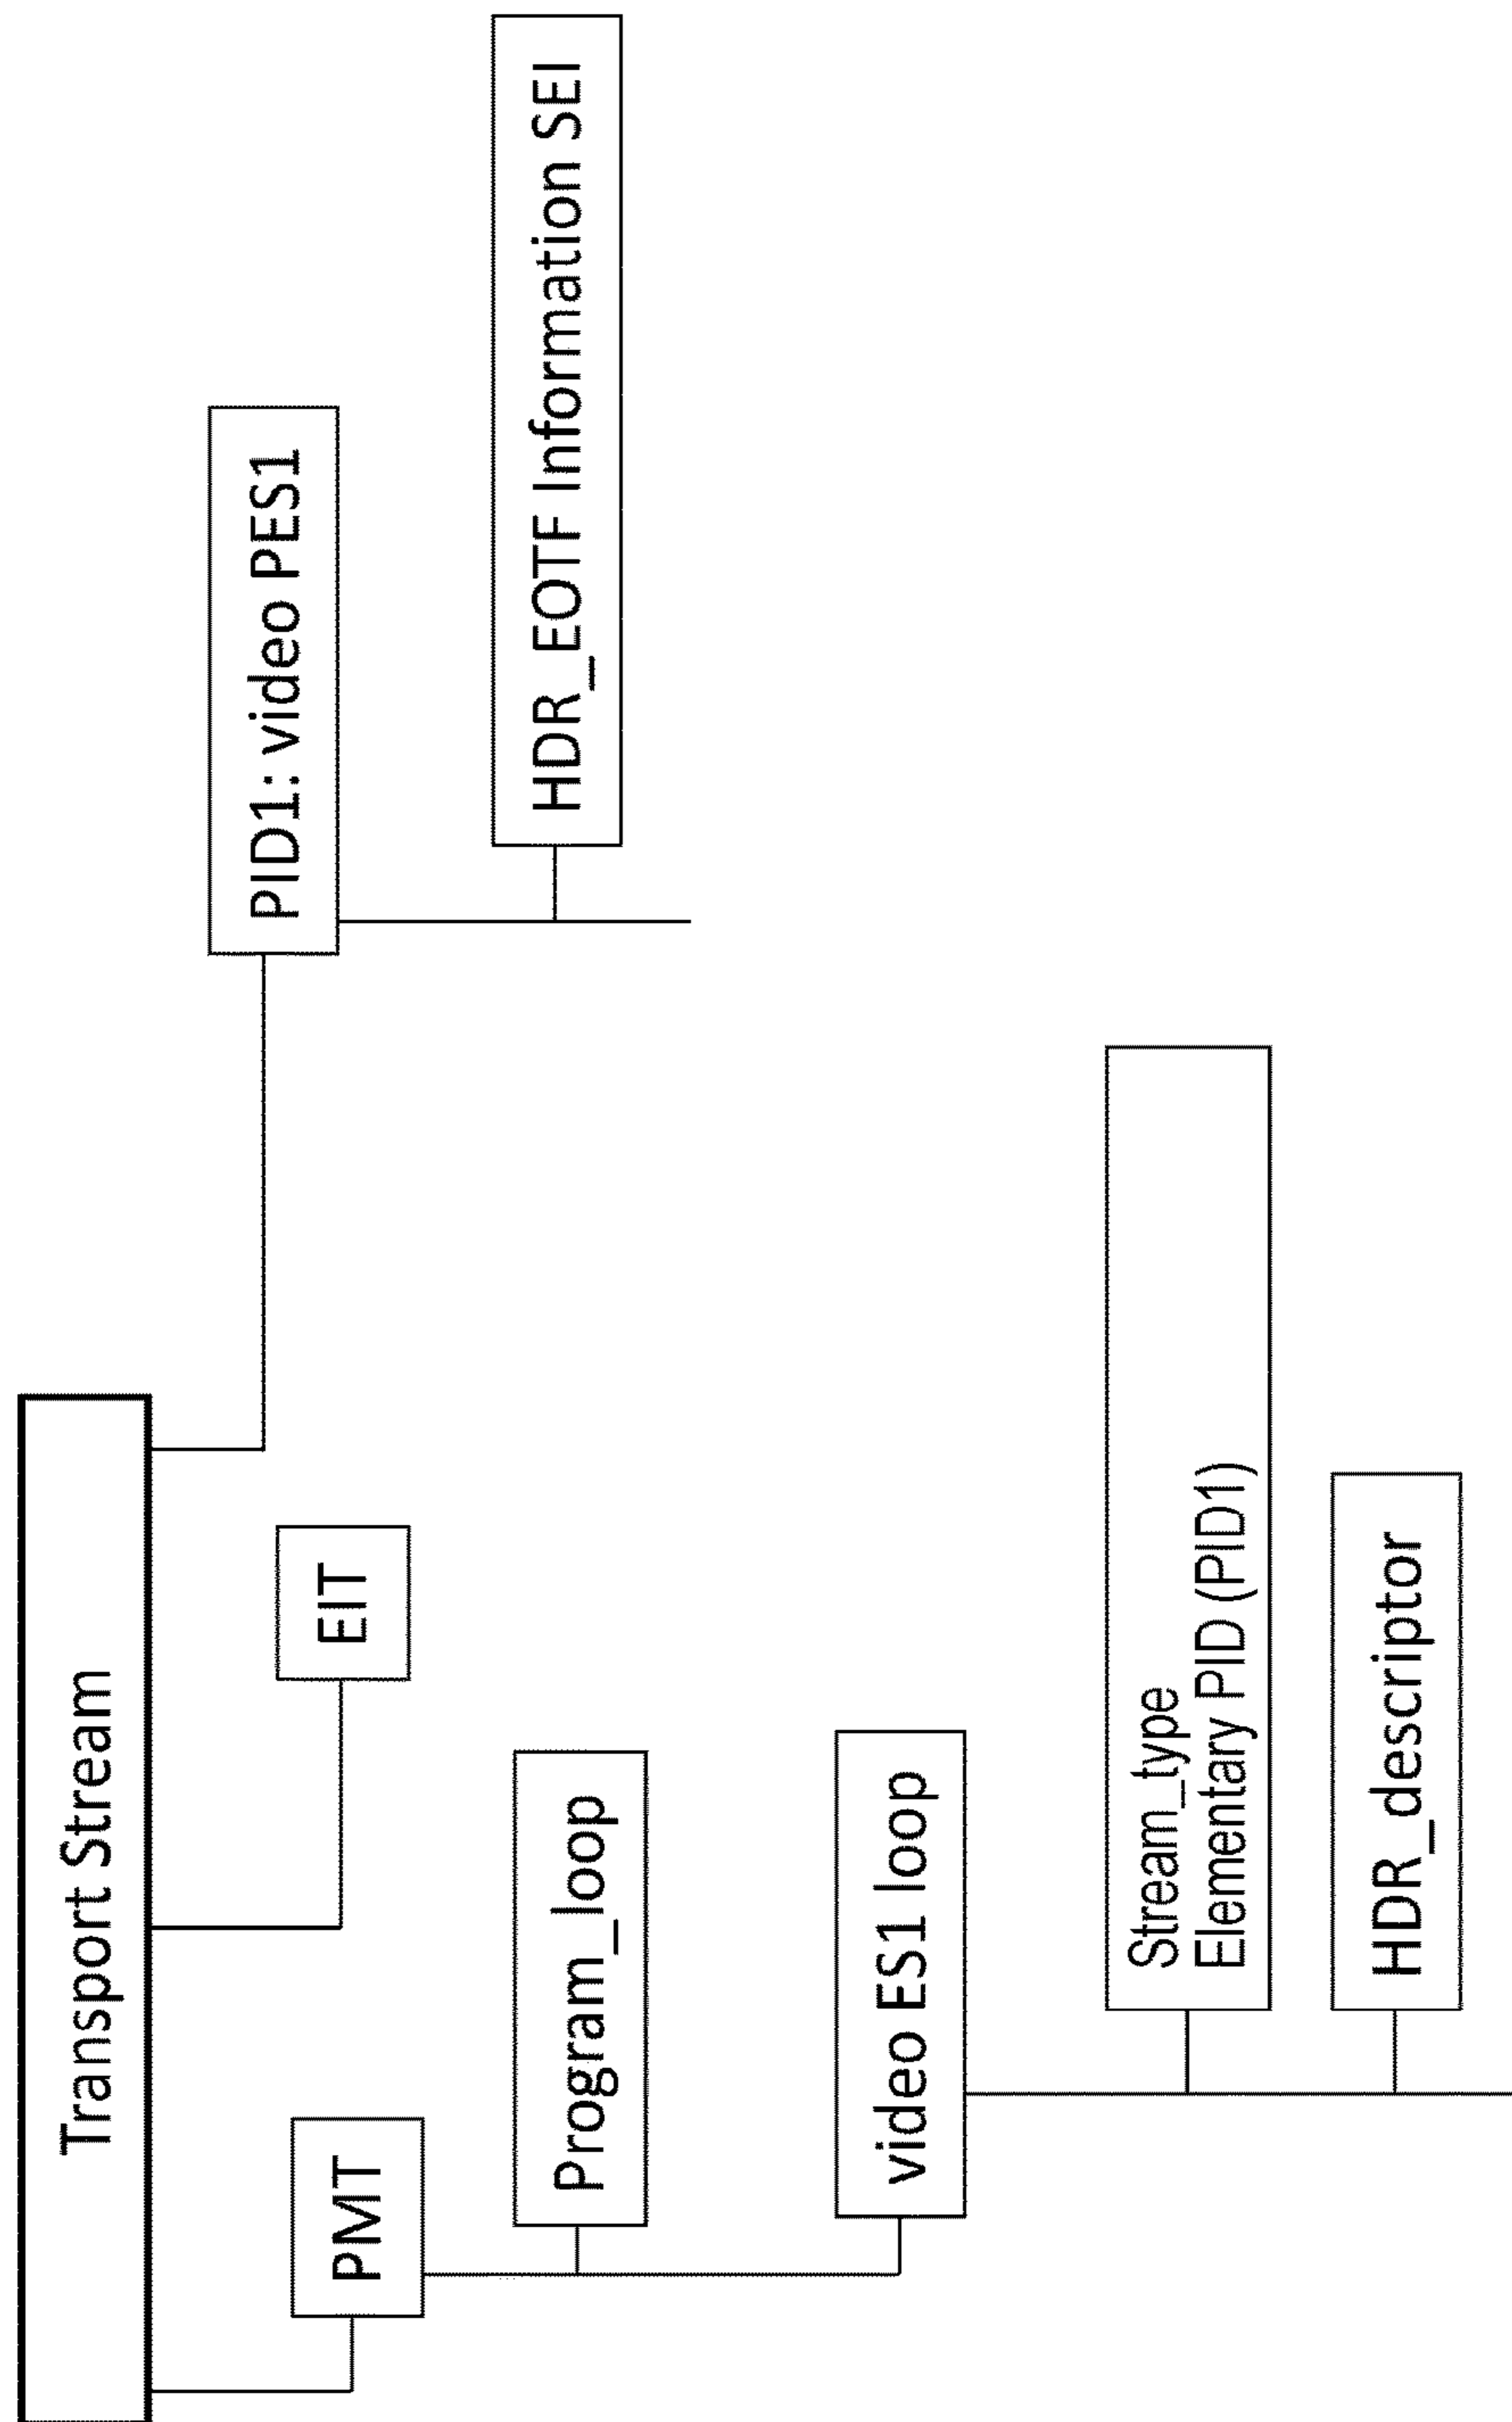 Transport Stream
PID1: video PES1
EIT
PMT
HDR_EOTF Information SEI
Program_loop
video ES1 loop
Stream_type
Elementary PID (PID1)
HDR_descriptor